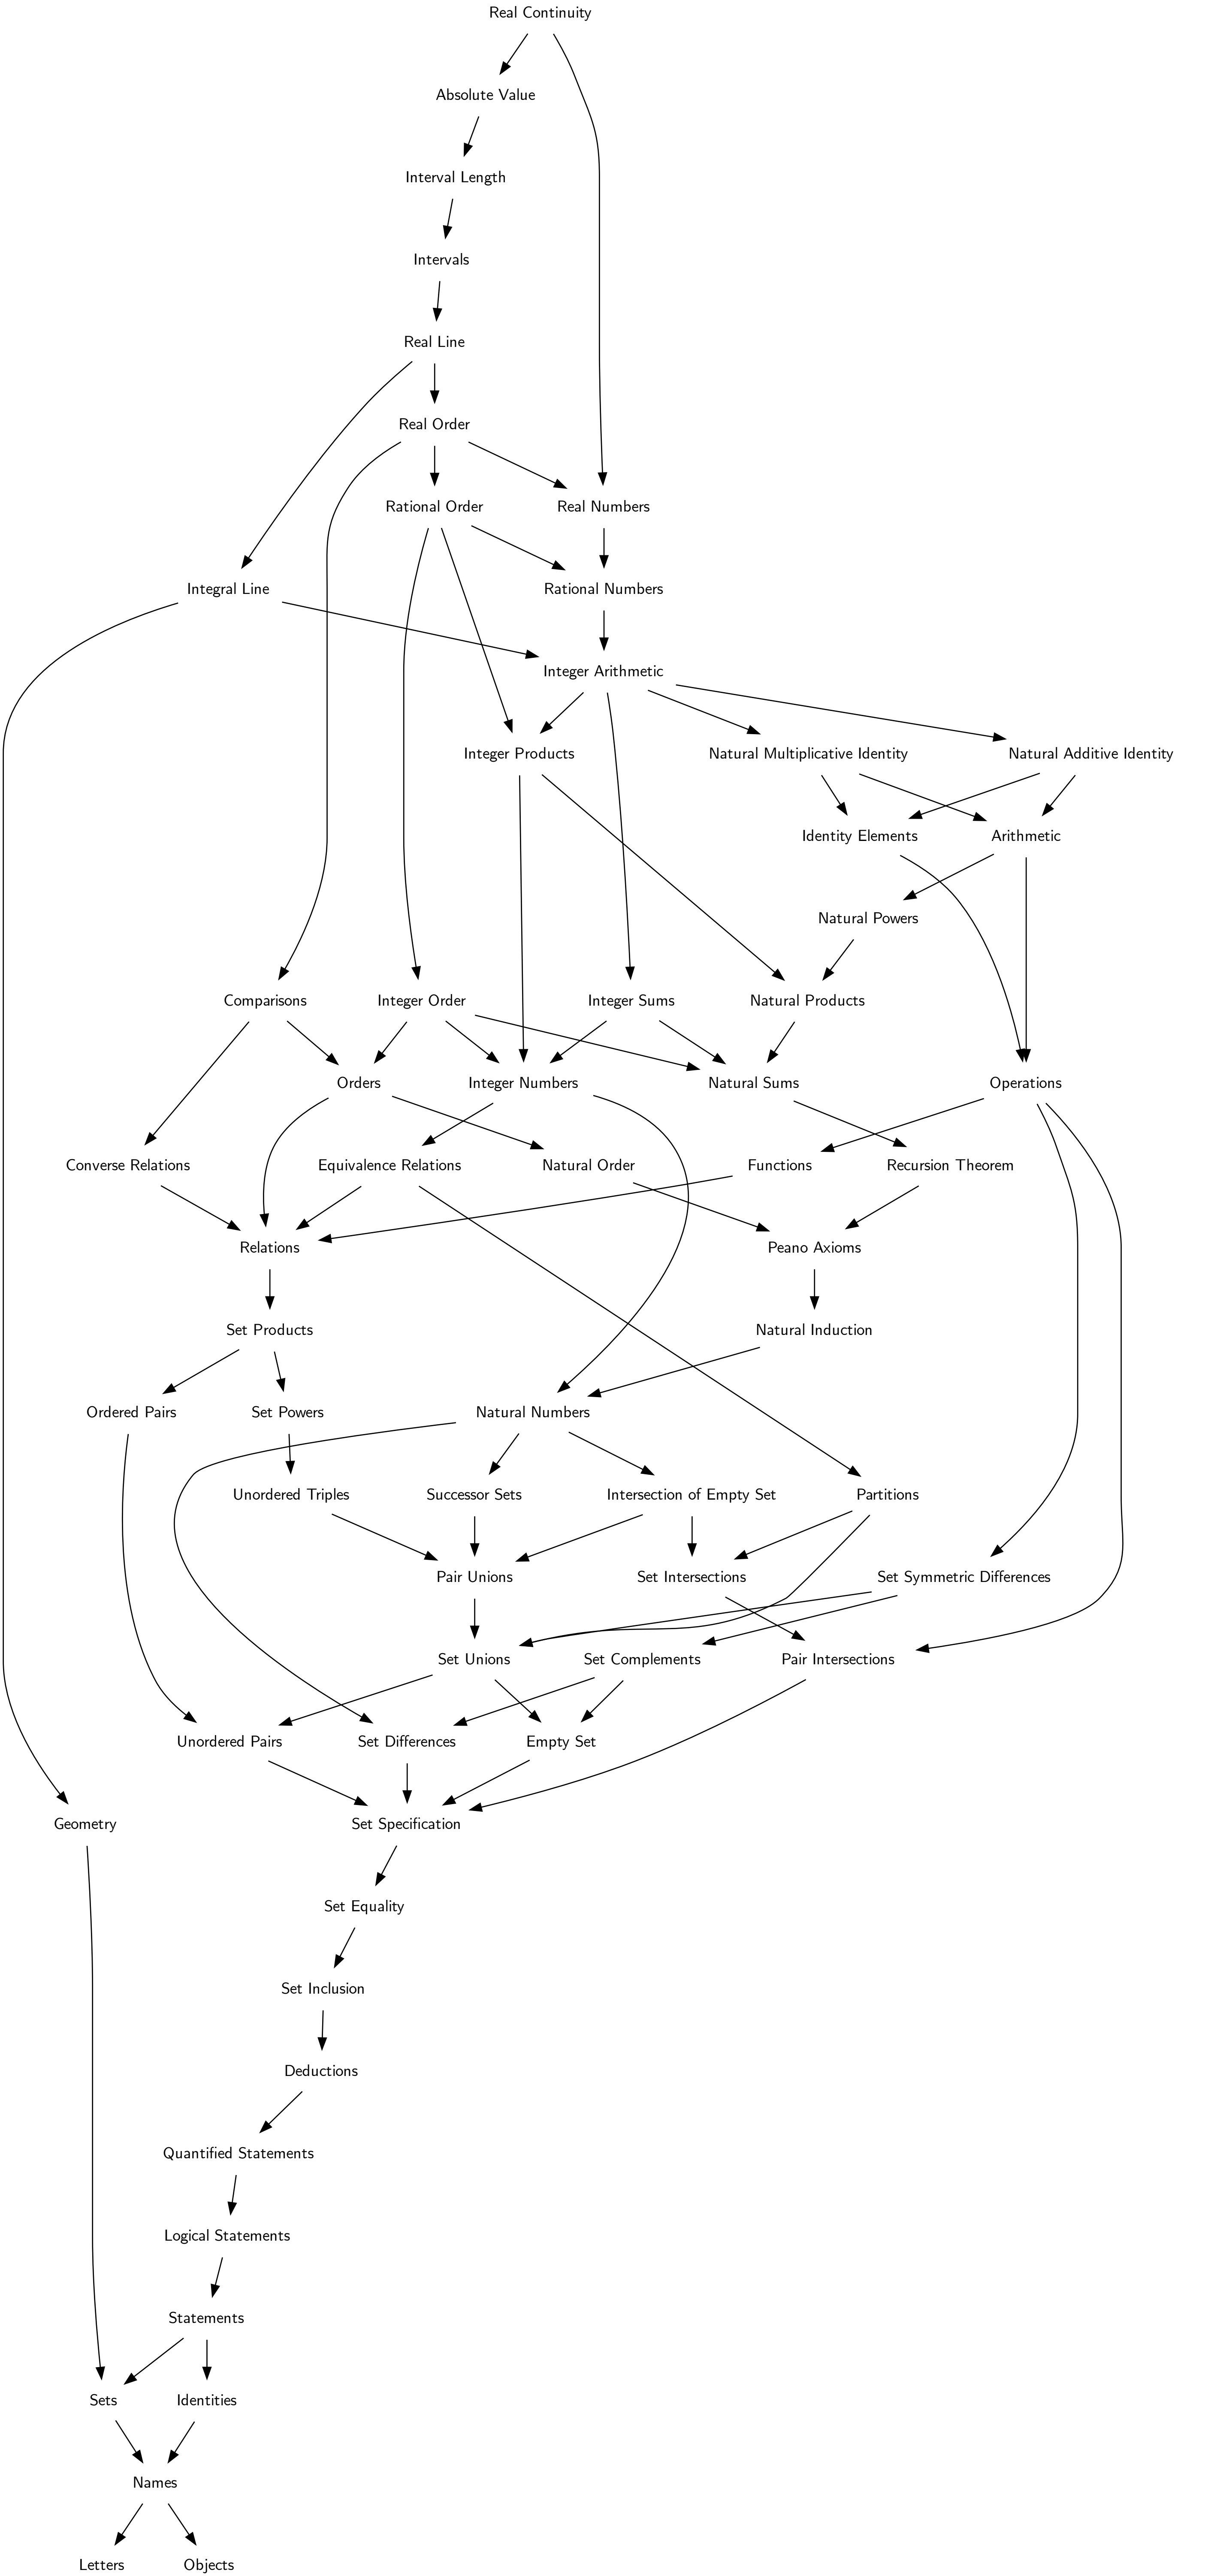 Real Continuity
Absolute Value
Interval Length
Intervals
Real Line
Real Order
Rational Order
Real Numbers
Integral Line
Rational Numbers
Integer Arithmetic
Integer Products
Natural Multiplicative Identity
Natural Additive Identity
Identity Elements
Arithmetic
Natural Powers
Comparisons
Integer Order
Integer Sums
Natural Products
Orders
Integer Numbers
Natural Sums
Operations
Converse Relations
Equivalence Relations
Natural Order
Functions
Recursion Theorem
Relations
Peano Axioms
Set Products
Natural Induction
Ordered Pairs
Set Powers
Natural Numbers
Unordered Triples
Successor Sets
Intersection of Empty Set
Partitions
Pair Unions
Set Intersections
Set Symmetric Differences
Set Unions
Set Complements
Pair Intersections
Unordered Pairs
Set Differences
Empty Set
Geometry
Set Specification
Set Equality
Set Inclusion
Deductions
Quantified Statements
Logical Statements
Statements
Sets
Identities
Names
Letters
Objects